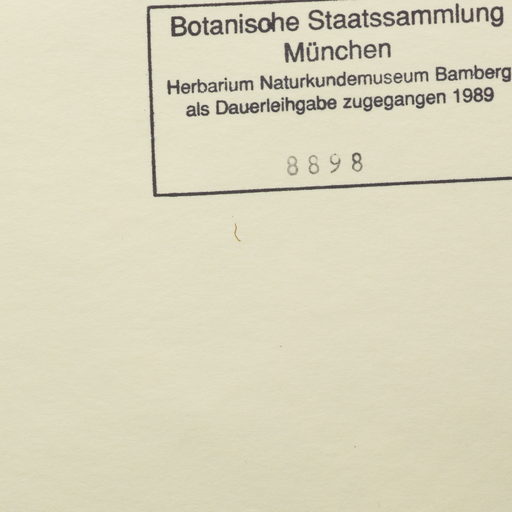 Botanische Staatssammlung
München
Herbarium Naturkundemuseum Bamberg
als Dauerleihgabe zugegangen 1989
8898